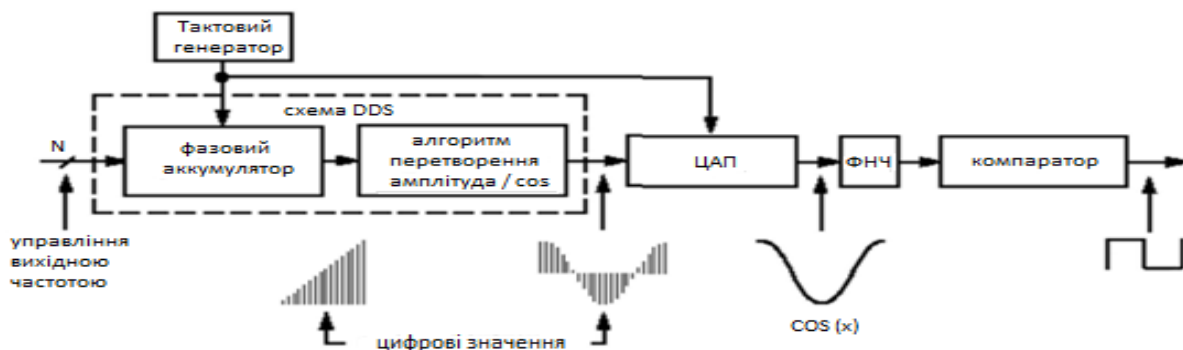 Тактовий
генератор
схема DDS
N
фазовий
аккумулятор
алгоритм
перетворення
амплітуда / cos
ЦАП
ФНЧ
компаратор
управління
вихідною
частотою
цифрові значення
COS (x)